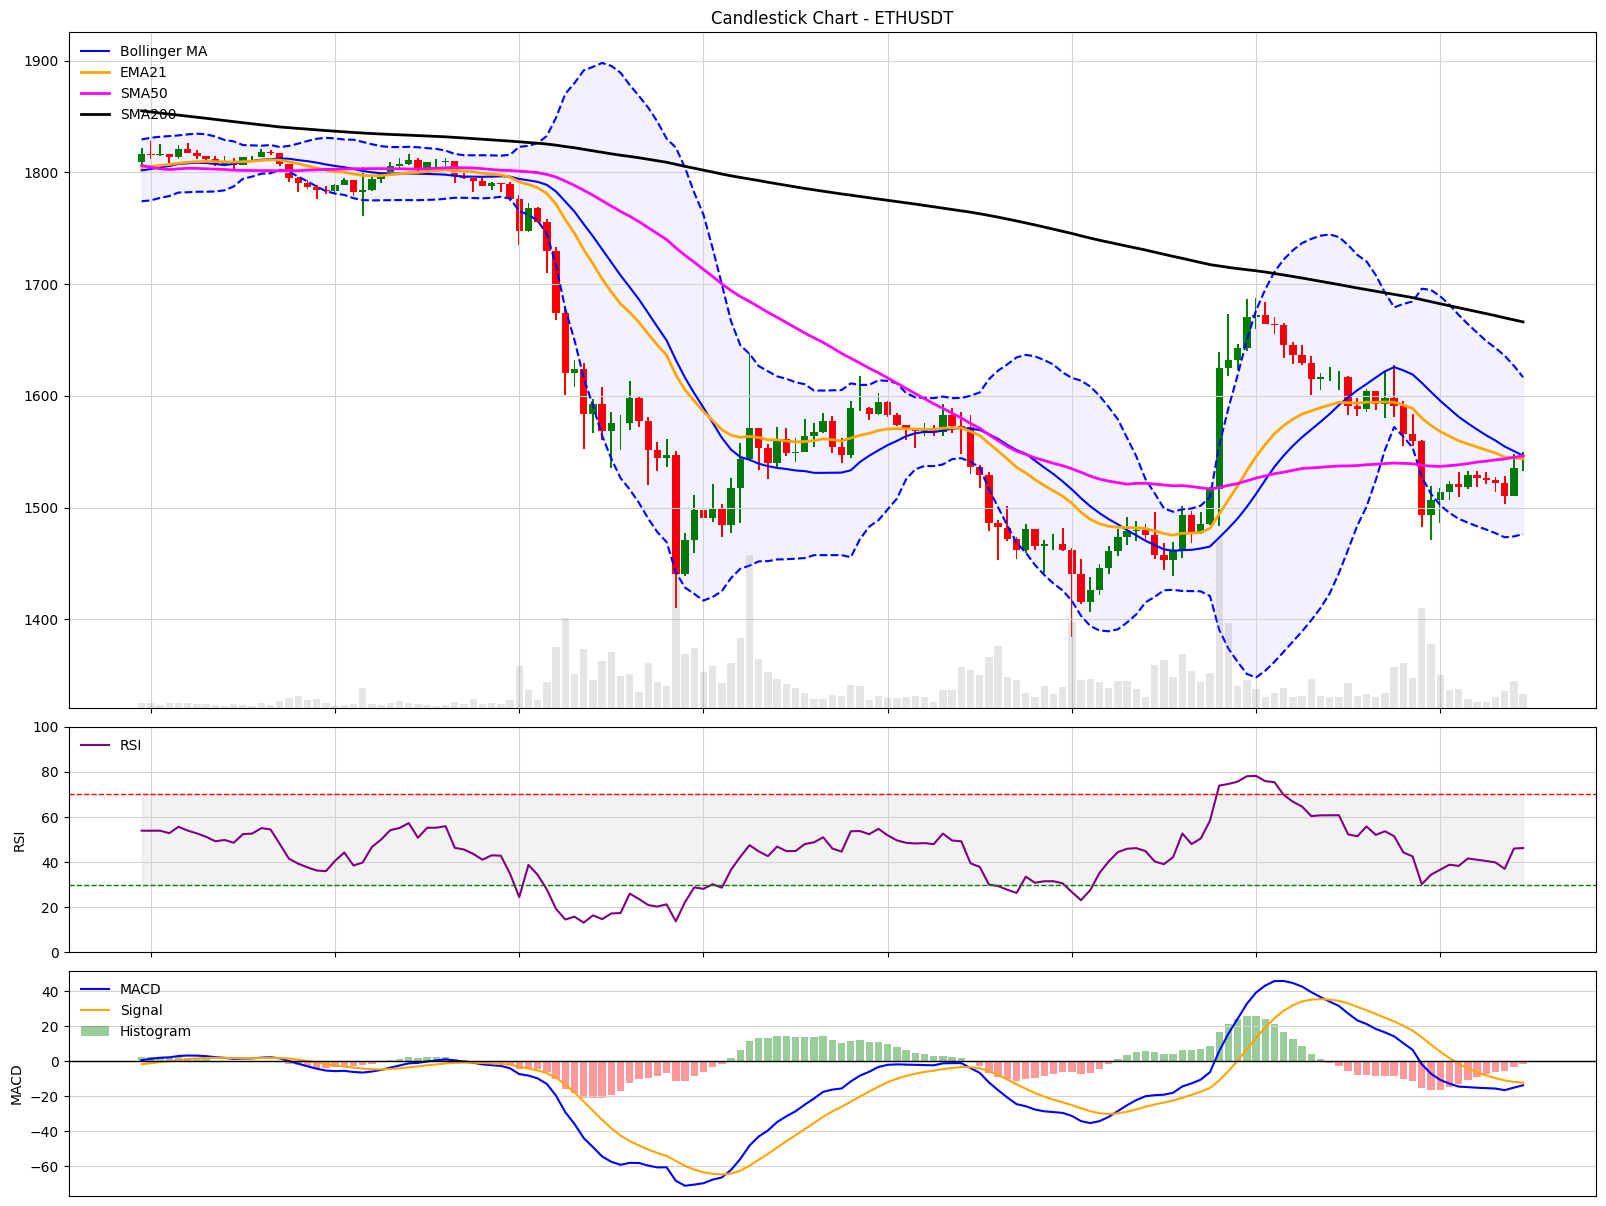 Candlestick Chart - ETHUSDT
Bollinger MA
EMA21
SMA50
SMA200
1900
1800
1700
1600
1500
1400
RSI
100
80
60
40
20
0
RSI
MACD
Signal
Histogram
40
20
0
−20
−40
−60
MACD